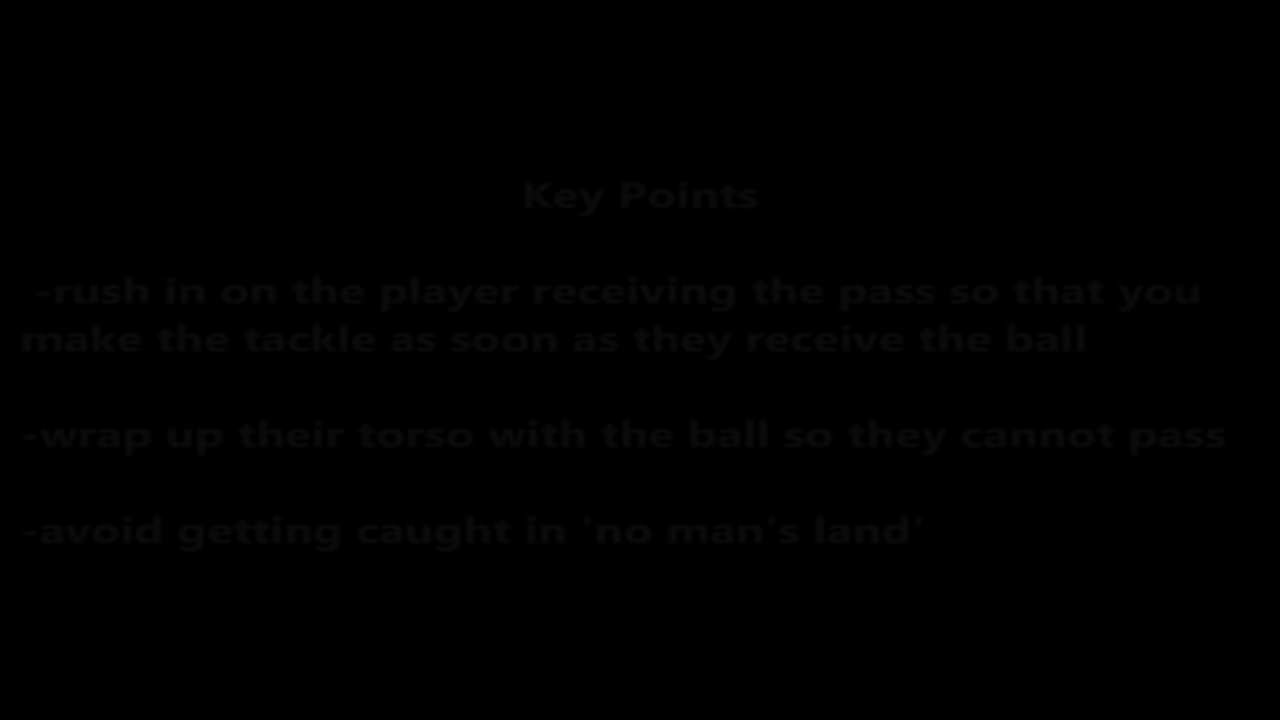 Key Points
-rush in on the player receiving the pass so that you
make the tackle as soon as they receive the ball
-wrap up their torso with the ball so they cannot pass
-avoid getting caught in 'no man's land'